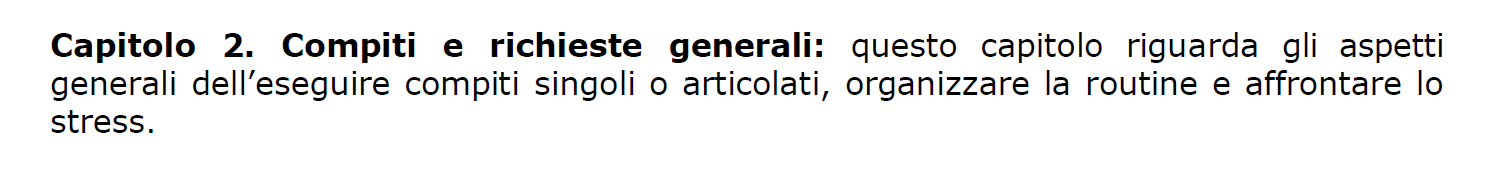 Capitolo 2. Compiti e richieste generali: questo capitolo riguarda gli aspetti
generali dell’eseguire compiti singoli o articolati, organizzare la routine e affrontare lo
stress.